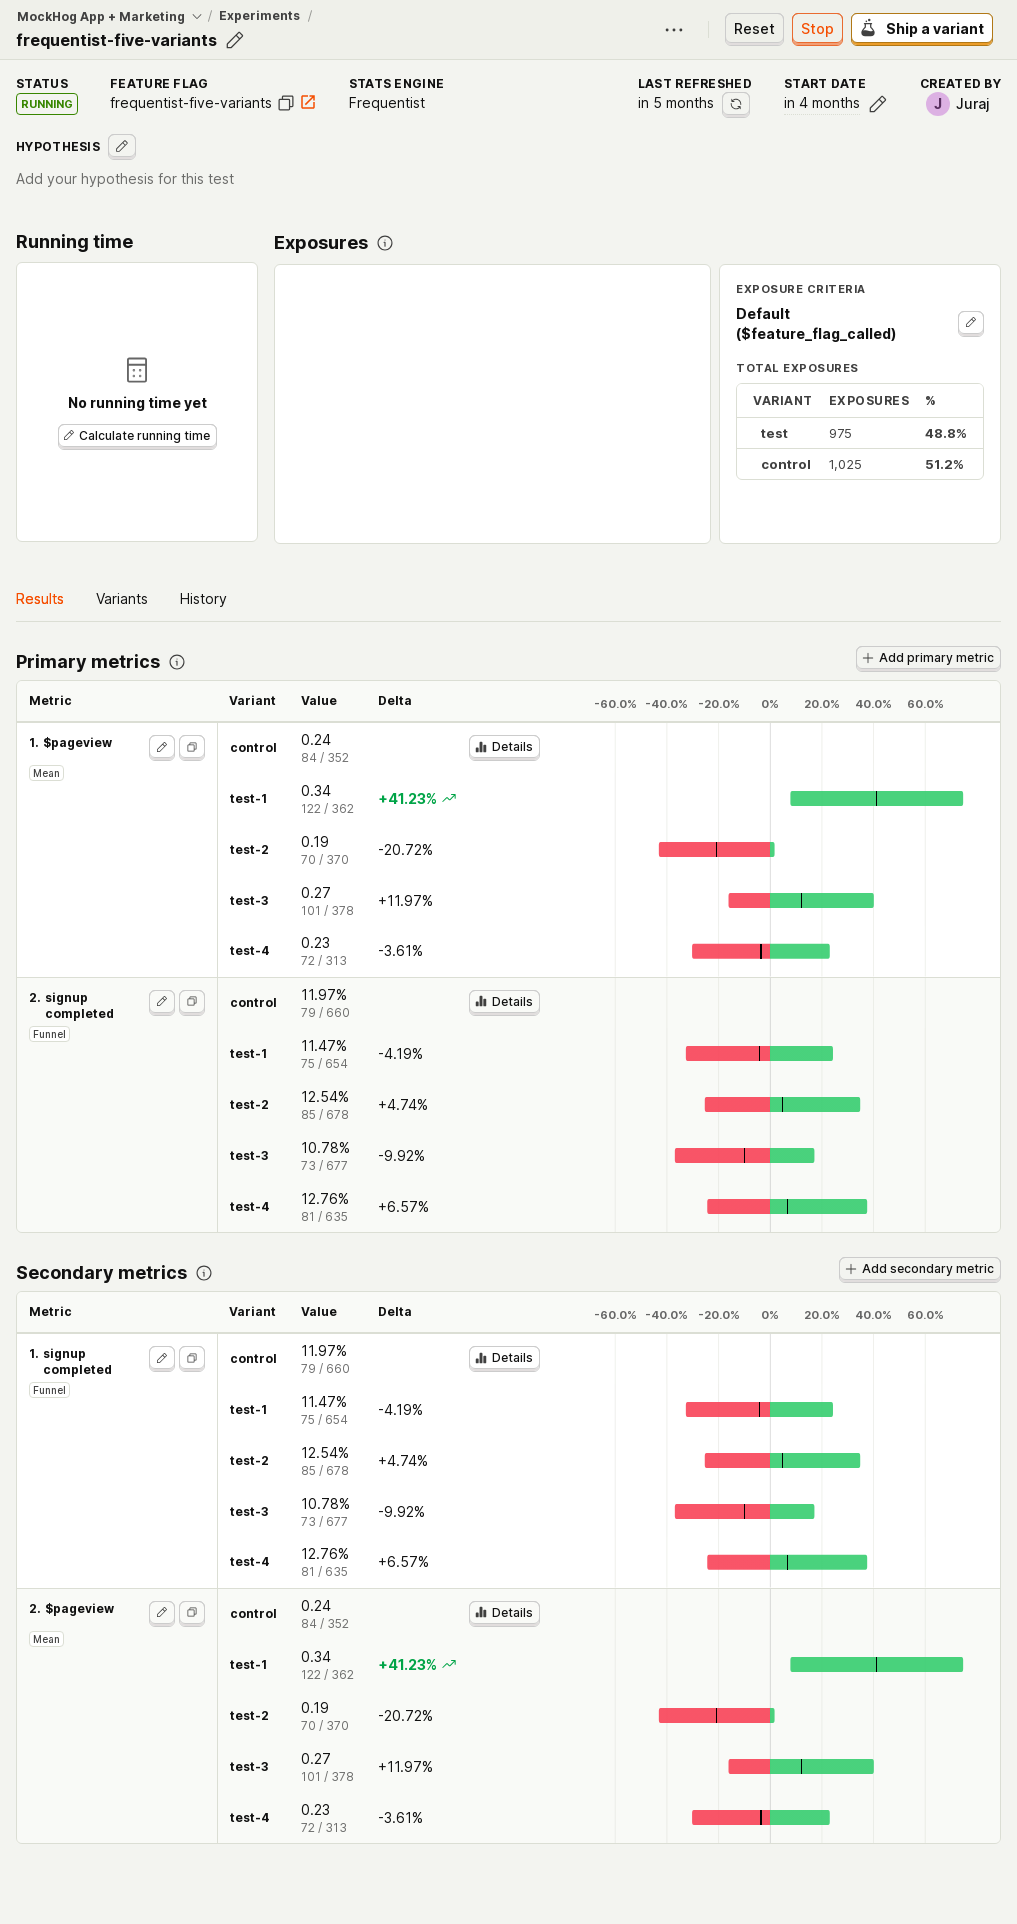 MockHog App + Marketing / Experiments /
frequentist-five-variants
Reset Stop Ship a variant
STATUS FEATURE FLAG STATS ENGINE LAST REFRESHED START DATE CREATED BY
RUNNING frequentist-five-variants Frequentist in 5 months in 4 months J Juraj
HYPOTHESIS
Add your hypothesis for this test
Running time
Exposures
No running time yet
Calculate running time
EXPOSURE CRITERIA
Default
($feature_flag_called)
TOTAL EXPOSURES
VARIANT EXPOSURES %
test 975 48.8%
control 1,025 51.2%
Results Variants History
Primary metrics
Add primary metric
Metric Variant Value Delta -60.0% -40.0% -20.0% 0% 20.0% 40.0% 60.0%
1. $pageview
Mean
control 0.24 Details
84 / 352
test-1 0.34 +41.23%
122 / 362
test-2 0.19 -20.72%
70 / 370
test-3 0.27 +11.97%
101 / 378
test-4 0.23 -3.61%
72 / 313
2. signup
completed
Funnel
control 11.97% Details
79 / 660
test-1 11.47% -4.19%
75 / 654
test-2 12.54% +4.74%
85 / 678
test-3 10.78% -9.92%
73 / 677
test-4 12.76% +6.57%
81 / 635
Secondary metrics
Add secondary metric
Metric Variant Value Delta -60.0% -40.0% -20.0% 0% 20.0% 40.0% 60.0%
1. signup
completed
Funnel
control 11.97% Details
79 / 660
test-1 11.47% -4.19%
75 / 654
test-2 12.54% +4.74%
85 / 678
test-3 10.78% -9.92%
73 / 677
test-4 12.76% +6.57%
81 / 635
2. $pageview
Mean
control 0.24 Details
84 / 352
test-1 0.34 +41.23%
122 / 362
test-2 0.19 -20.72%
70 / 370
test-3 0.27 +11.97%
101 / 378
test-4 0.23 -3.61%
72 / 313